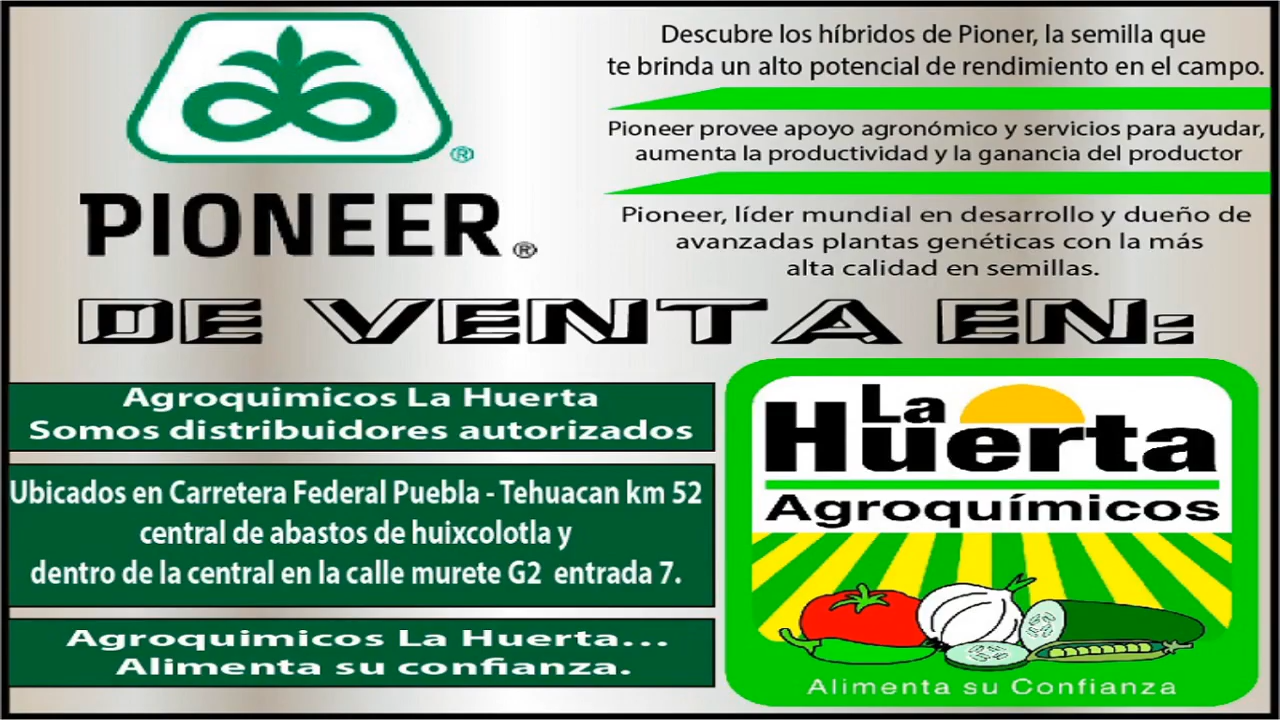 PIONEER®
Descubre los híbridos de Pioner, la semilla que
te brinda un alto potencial de rendimiento en el campo.
Pioneer provee apoyo agronómico y servicios para ayudar,
aumenta la productividad y la ganancia del productor
Pioneer, líder mundial en desarrollo y dueño de
avanzadas plantas genéticas con la más
alta calidad en semillas.
DE VENTA EN:
Agroquimicos La Huerta
Somos distribuidores autorizados
Ubicados en Carretera Federal Puebla - Tehuacan km 52
central de abastos de huixcolotla y
dentro de la central en la calle murete G2 entrada 7.
Agroquimicos La Huerta...
Alimenta su confianza.
La
Huerta
Agroquímicos
Alimenta su Confianza